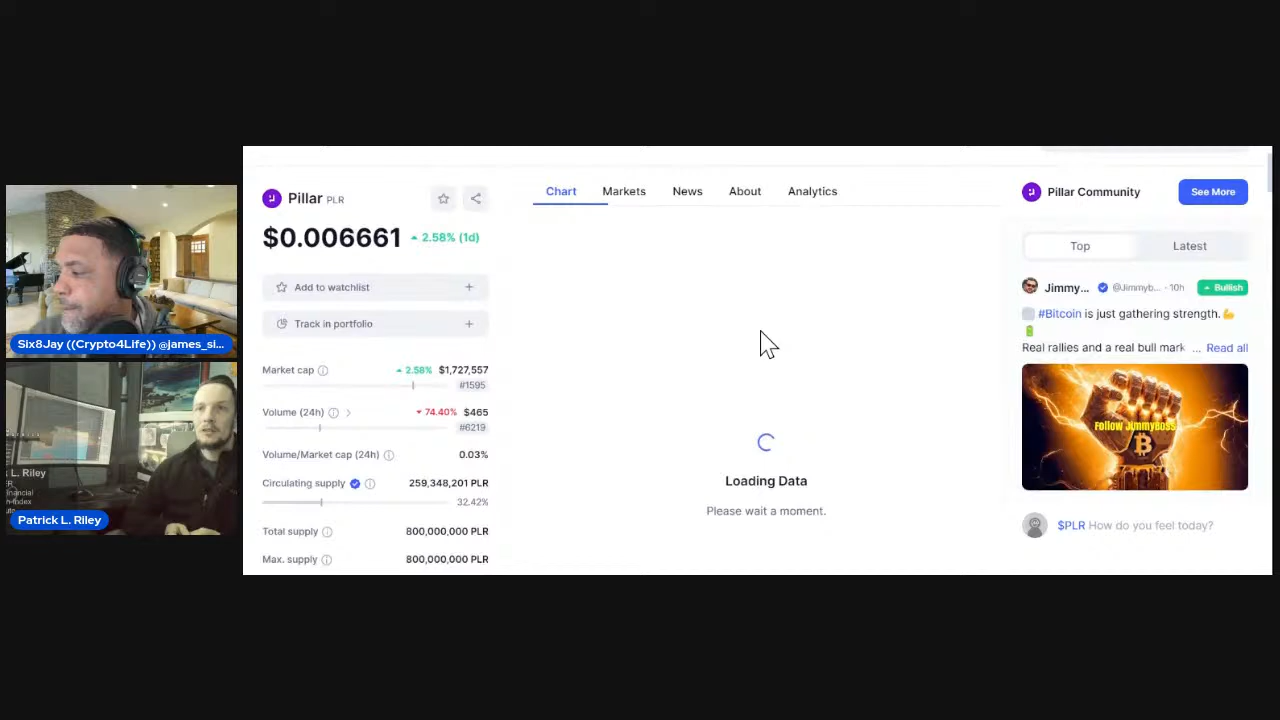 Six8Jay ((Crypto4Life)) @james_si...
k L. Riley
Patrick L. Riley
Pillar PLR
$0.006661 2.58% (1d)
Add to watchlist +
Track in portfolio +
Market cap 2.58% $1,727,557
#1595
Volume (24h) 74.40% $465
#6219
Volume/Market cap (24h) 0.03%
Circulating supply 259,348,201 PLR
32.42%
Total supply 800,000,000 PLR
Max. supply 800,000,000 PLR
Chart Markets News About Analytics
Loading Data
Please wait a moment.
Pillar Community See More
Top Latest
Jimmy... @Jimmyb... · 10h Bullish
#Bitcoin is just gathering strength.💪
🔋
Real rallies and a real bull mark ... Read all
Follow JimmyBoss
$PLR How do you feel today?